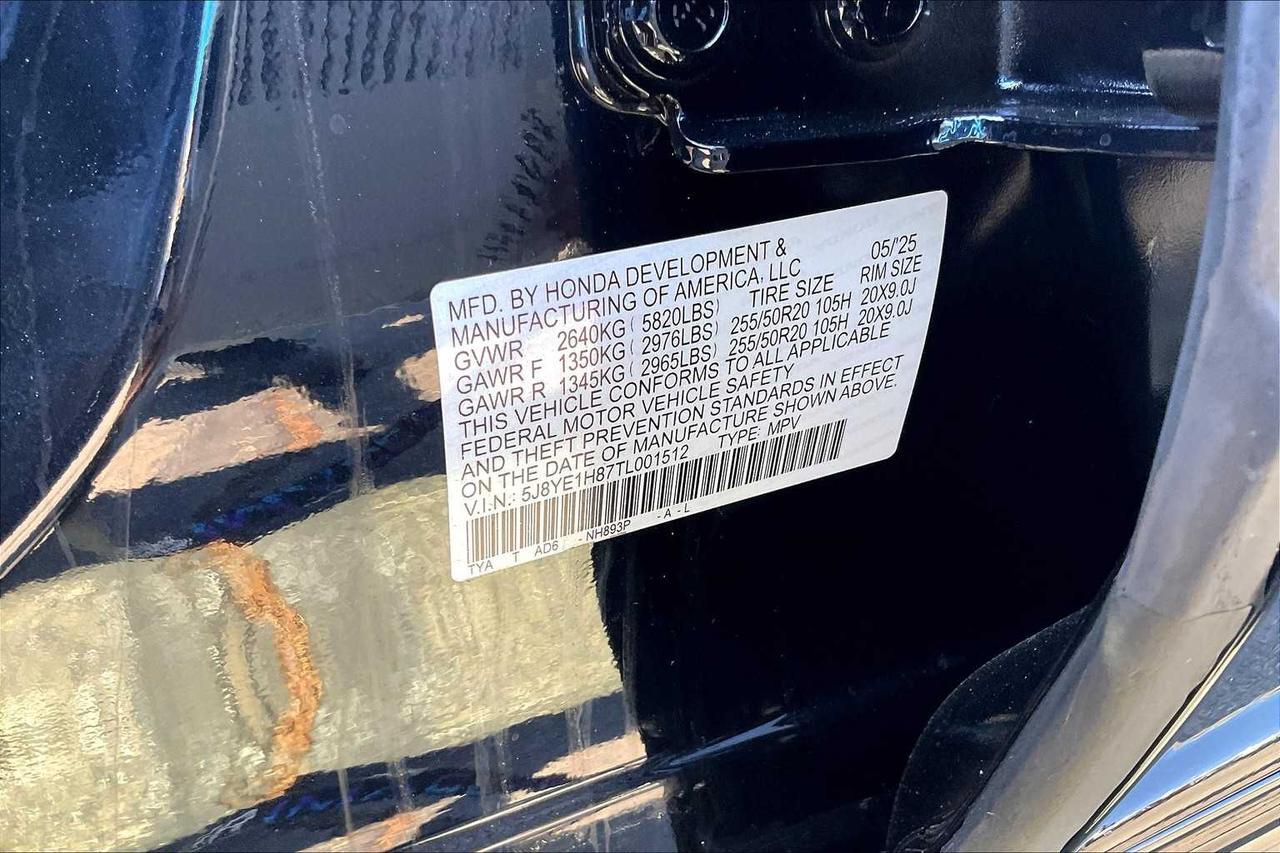 MFD. BY HONDA DEVELOPMENT & 05/'25
MANUFACTURING OF AMERICA, LLC
TIRE SIZE RIM SIZE
GVWR 2640KG ( 5820LBS)
GAWR F 1350KG ( 2976LBS) 255/50R20 105H 20X9.0J
GAWR R 1345KG ( 2965LBS) 255/50R20 105H 20X9.0J
THIS VEHICLE CONFORMS TO ALL APPLICABLE
FEDERAL MOTOR VEHICLE SAFETY
AND THEFT PREVENTION STANDARDS IN EFFECT
ON THE DATE OF MANUFACTURE SHOWN ABOVE.
V.I.N.: 5J8YE1H87TL001512 TYPE: MPV
TYA T AD6 - NH893P - A - L